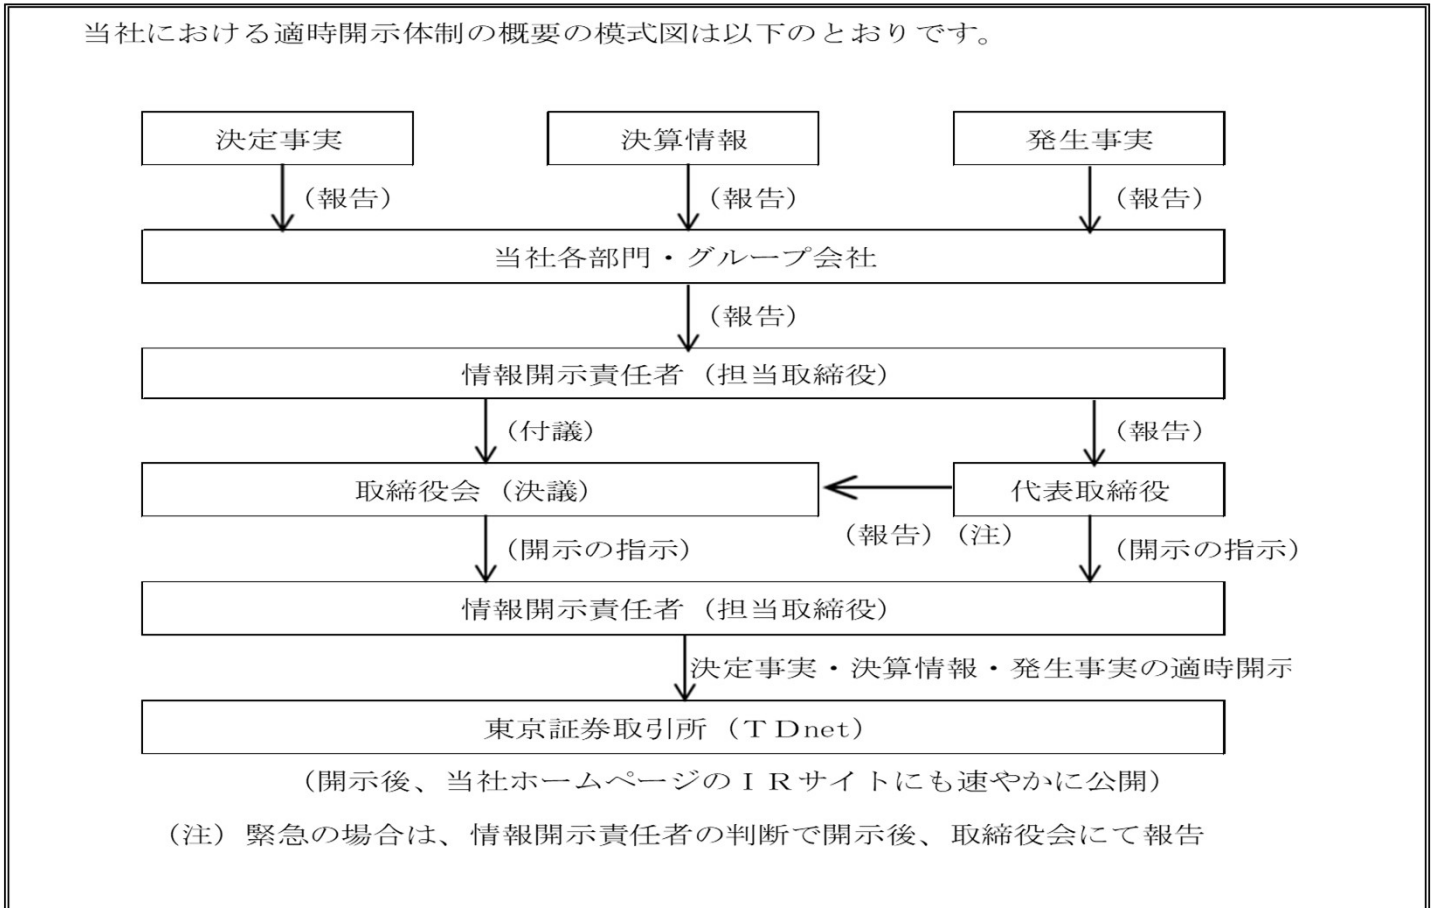 当社における適時開示体制の概要の模式図は以下のとおりです。
決定事実
決算情報
発生事実
（報告）
（報告）
（報告）
当社各部門・グループ会社
（報告）
情報開示責任者（担当取締役）
（付議）
（報告）
取締役会（決議）
代表取締役
（報告）（注）
（開示の指示）
（開示の指示）
情報開示責任者（担当取締役）
決定事実・決算情報・発生事実の適時開示
東京証券取引所（ＴDnet）
（開示後、当社ホームページのＩＲサイトにも速やかに公開）
（注）緊急の場合は、情報開示責任者の判断で開示後、取締役会にて報告